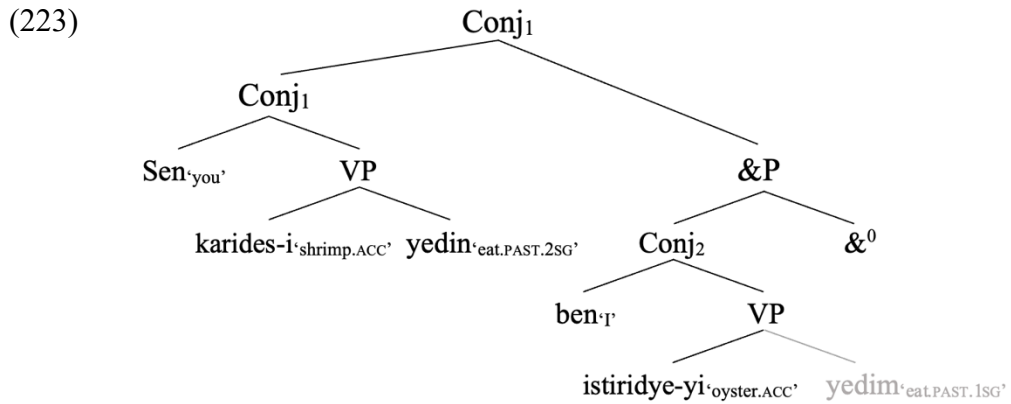 (223) Conj₁
Conj₁
Sen‘you’ VP &P
karides-i‘shrimp.ACC’ yedin‘eat.PAST.2SG’ Conj₂ &⁰
ben‘I’ VP
istiridye-yi‘oyster.ACC’ yedim‘eat.PAST.1SG’